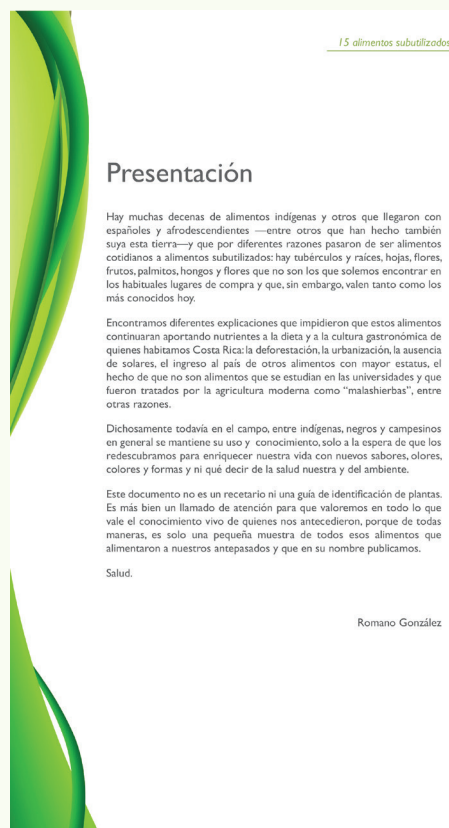 15 alimentos subutilizados
Presentación
Hay muchas decenas de alimentos indígenas y otros que llegaron con
españoles y afrodescendientes —entre otros que han hecho también
suya esta tierra—y que por diferentes razones pasaron de ser alimentos
cotidianos a alimentos subutilizados: hay tubérculos y raíces, hojas, flores,
frutos, palmitos, hongos y flores que no son los que solemos encontrar en
los habituales lugares de compra y que, sin embargo, valen tanto como los
más conocidos hoy.
Encontramos diferentes explicaciones que impidieron que estos alimentos
continuaran aportando nutrientes a la dieta y a la cultura gastronómica de
quienes habitamos Costa Rica: la deforestación, la urbanización, la ausencia
de solares, el ingreso al país de otros alimentos con mayor estatus, el
hecho de que no son alimentos que se estudian en las universidades y que
fueron tratados por la agricultura moderna como “malashierbas”, entre
otras razones.
Dichosamente todavía en el campo, entre indígenas, negros y campesinos
en general se mantiene su uso y conocimiento, solo a la espera de que los
redescubramos para enriquecer nuestra vida con nuevos sabores, olores,
colores y formas y ni qué decir de la salud nuestra y del ambiente.
Este documento no es un recetario ni una guía de identificación de plantas.
Es más bien un llamado de atención para que valoremos en todo lo que
vale el conocimiento vivo de quienes nos antecedieron, porque de todas
maneras, es solo una pequeña muestra de todos esos alimentos que
alimentaron a nuestros antepasados y que en su nombre publicamos.
Salud.
Romano González